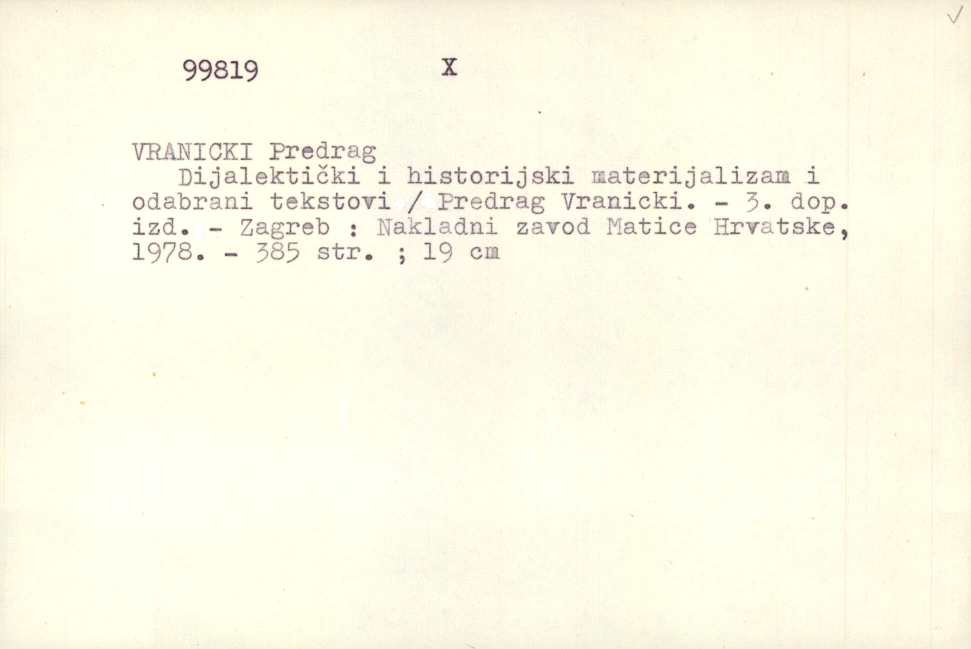 99819 X
VRANICKI Predrag
Dijalektički i historijski materijalizam i
odabrani tekstovi / Predrag Vranicki. - 3. dop.
izd. - Zagreb : Nakladni zavod Matice Hrvatske,
1978. - 385 str. ; 19 cm